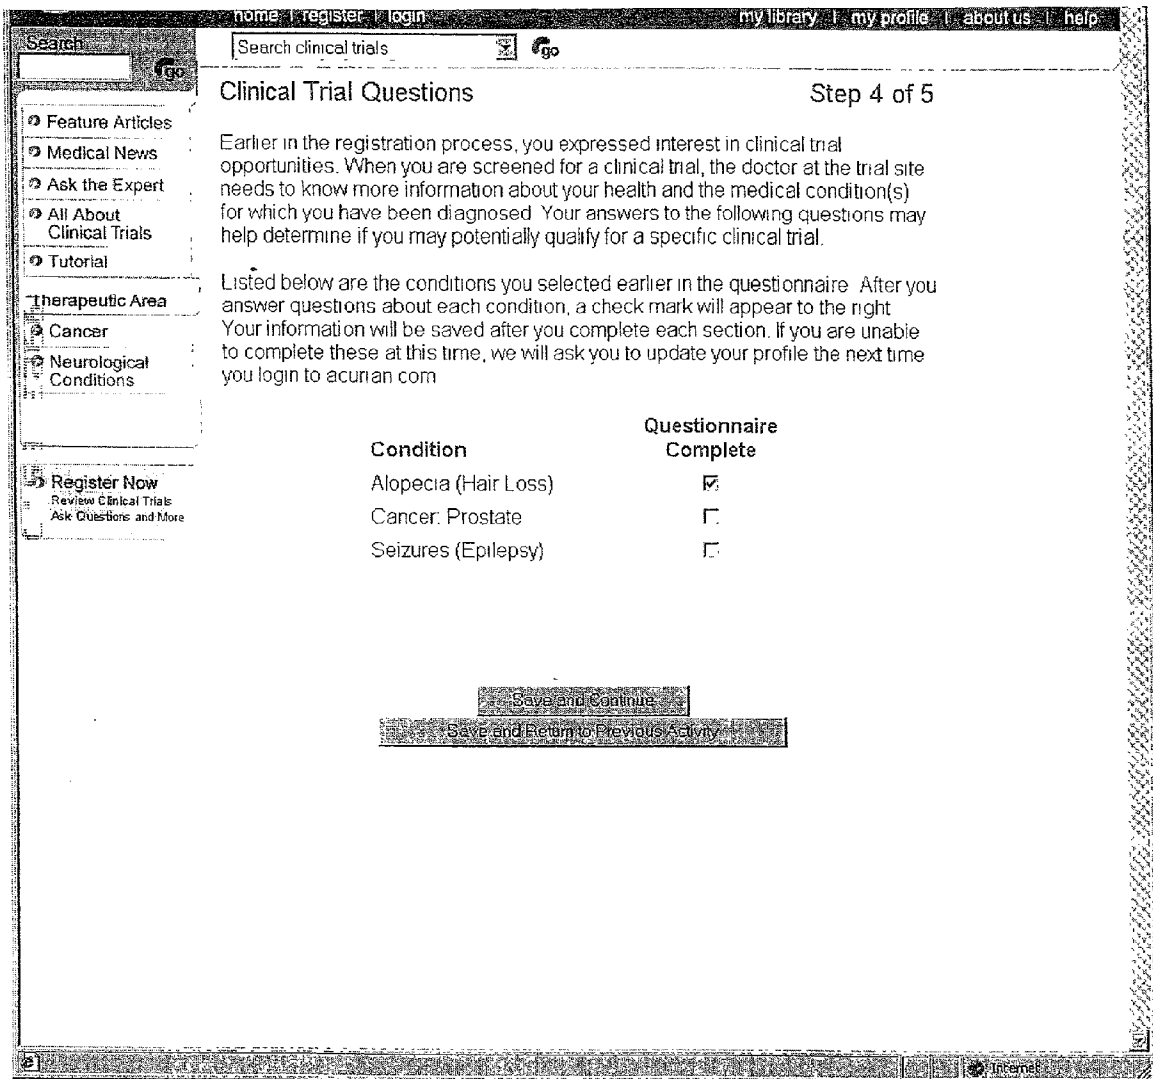 home | register | login
my library | my profile | about us | help
Search
go
Search clinical trials
go
Feature Articles
Medical News
Ask the Expert
All About
Clinical Trials
Tutorial
Therapeutic Area
Cancer
Neurological
Conditions
Register Now
Review Clinical Trials
Ask Questions and More
Clinical Trial Questions
Step 4 of 5
Earlier in the registration process, you expressed interest in clinical trial
opportunities. When you are screened for a clinical trial, the doctor at the trial site
needs to know more information about your health and the medical condition(s)
for which you have been diagnosed Your answers to the following questions may
help determine if you may potentially qualify for a specific clinical trial.
Listed below are the conditions you selected earlier in the questionnaire After you
answer questions about each condition, a check mark will appear to the right
Your information will be saved after you complete each section. If you are unable
to complete these at this time, we will ask you to update your profile the next time
you login to acurian com
Questionnaire
Condition Complete
Alopecia (Hair Loss)
Cancer: Prostate
Seizures (Epilepsy)
Save and Continue
Save and Return to Previous Activity
Internet